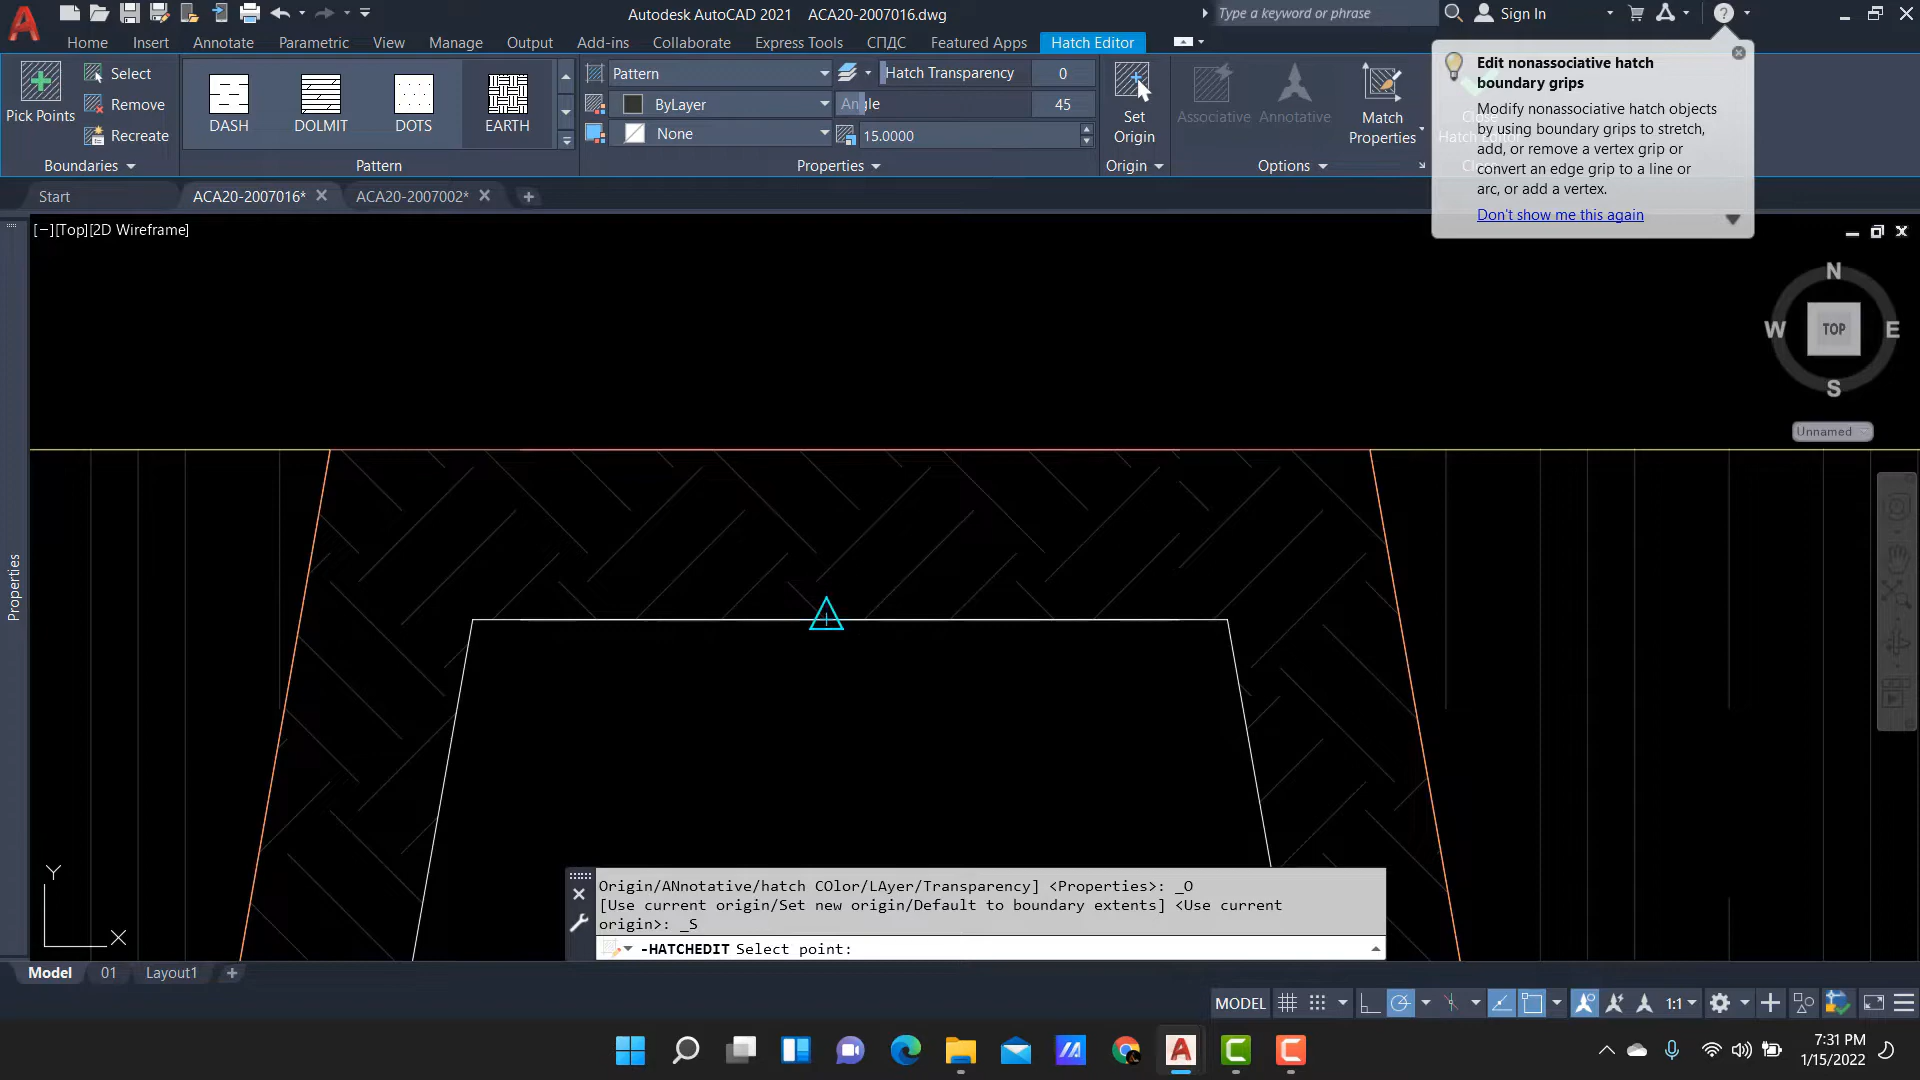 Autodesk AutoCAD 2021 ACA20-2007016.dwg
Type a keyword or phrase
Sign In
Home Insert Annotate Parametric View Manage Output Add-ins Collaborate Express Tools СПДС Featured Apps Hatch Editor
Pick Points
Select
Remove
Recreate
Boundaries
DASH DOLMIT DOTS EARTH
Pattern
Pattern
ByLayer
None
Hatch Transparency 0
Angle 45
15.0000
Properties
Set
Origin
Origin
Associative Annotative
Match
Properties
Options
Edit nonassociative hatch
boundary grips
Modify nonassociative hatch objects
by using boundary grips to stretch,
add, or remove a vertex grip or
convert an edge grip to a line or
arc, or add a vertex.
Don't show me this again
Start ACA20-2007016* ACA20-2007002*
[−][Top][2D Wireframe]
N
W TOP E
S
Unnamed
Properties
Y
X
Origin/ANnotative/hatch COlor/LAyer/Transparency] <Properties>: _O
[Use current origin/Set new origin/Default to boundary extents] <Use current
origin>: _S
-HATCHEDIT Select point:
Model 01 Layout1
MODEL 1:1
7:31 PM
1/15/2022